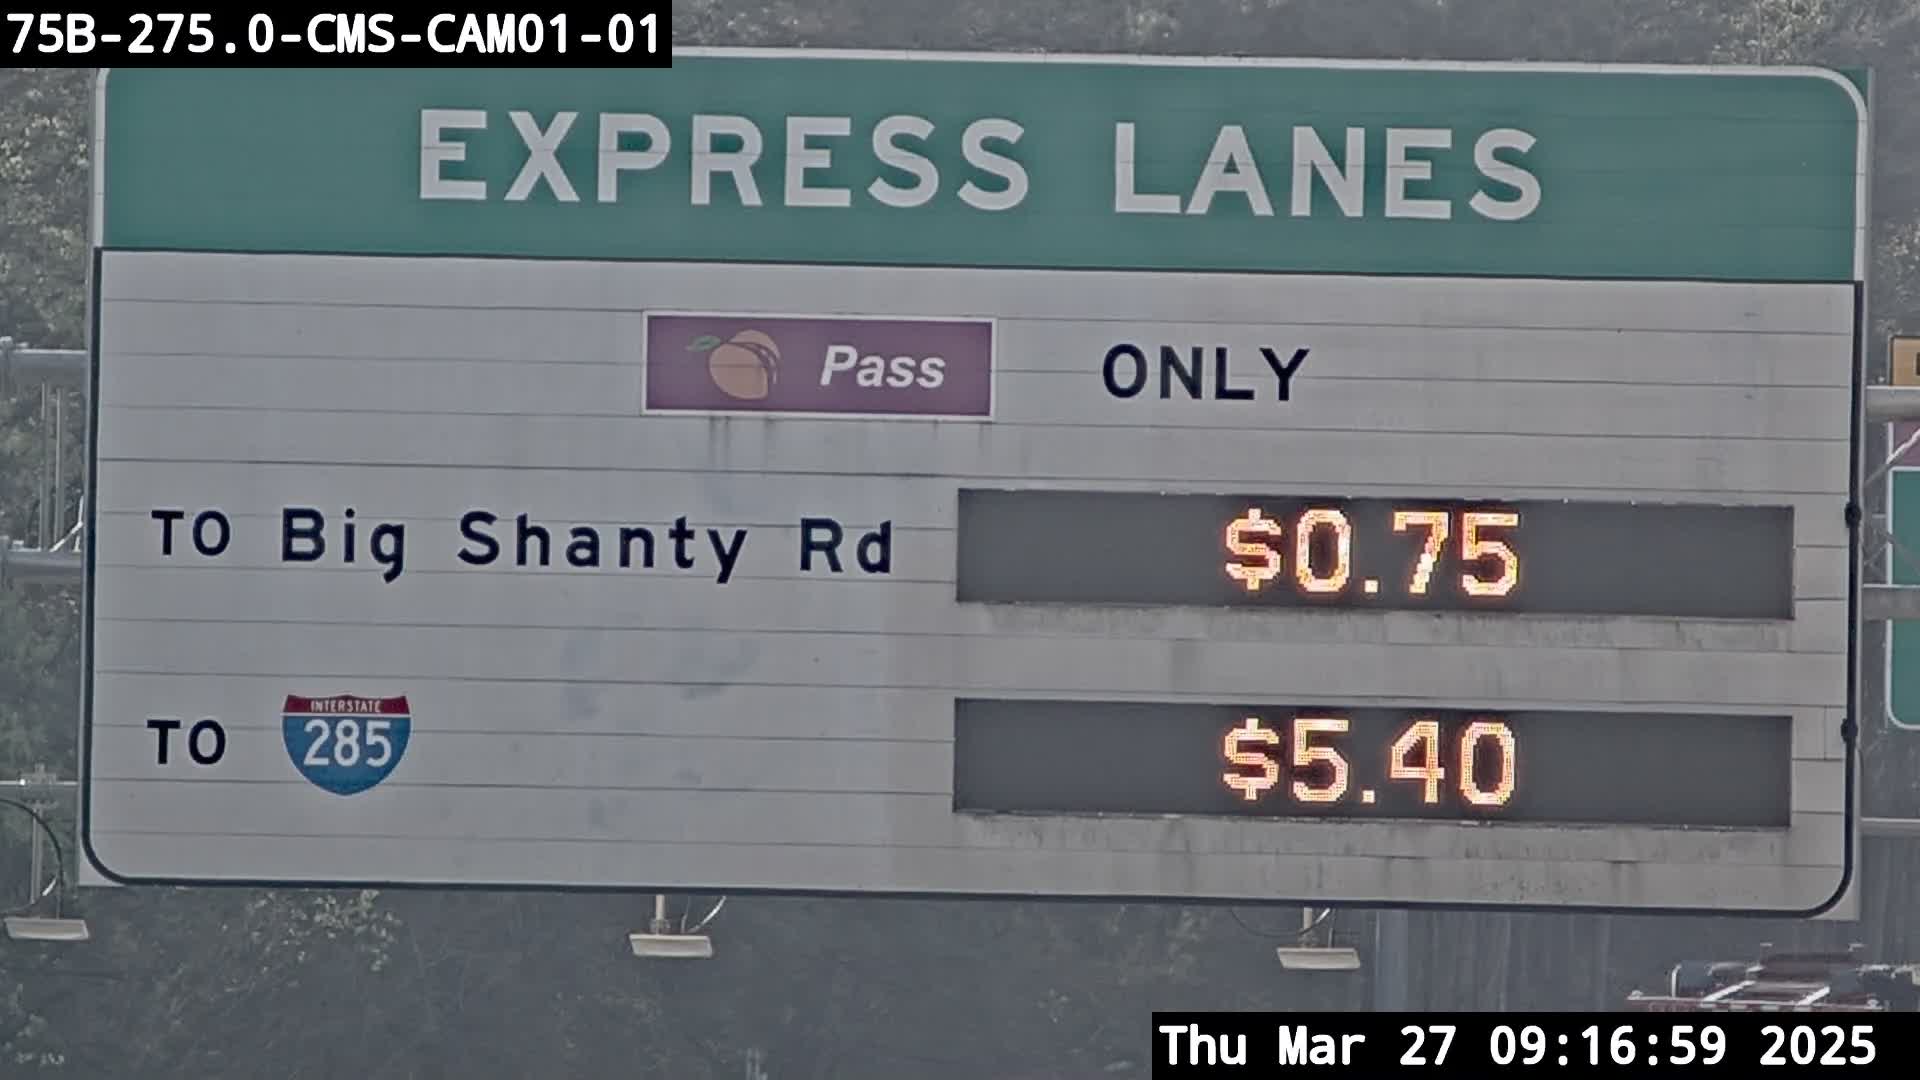 75B-275.0-CMS-CAM01-01
EXPRESS LANES
Pass ONLY
TO Big Shanty Rd $0.75
TO INTERSTATE 285 $5.40
Thu Mar 27 09:16:59 2025